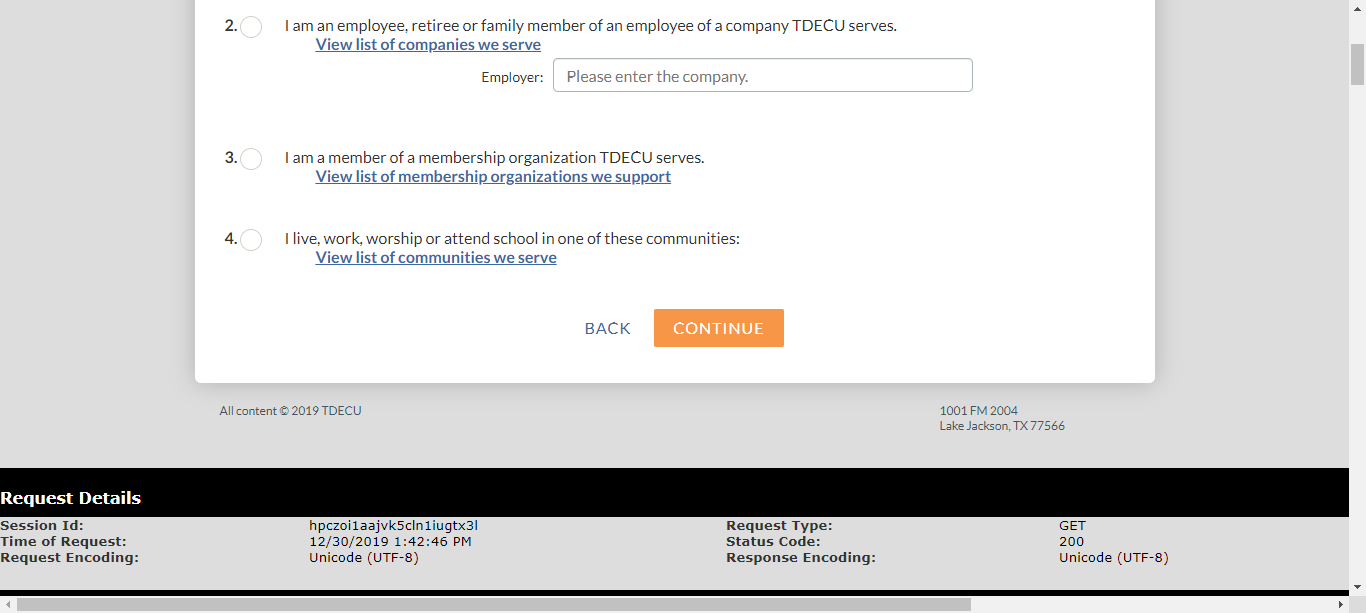 2. I am an employee, retiree or family member of an employee of a company TDECU serves.
View list of companies we serve
Employer: Please enter the company.
3. I am a member of a membership organization TDECU serves.
View list of membership organizations we support
4. I live, work, worship or attend school in one of these communities:
View list of communities we serve
BACK CONTINUE
All content © 2019 TDECU
1001 FM 2004
Lake Jackson, TX 77566
Request Details
Session Id: hpczoi1aajvk5cln1iugtx3l Request Type: GET
Time of Request: 12/30/2019 1:42:46 PM Status Code: 200
Request Encoding: Unicode (UTF-8) Response Encoding: Unicode (UTF-8)